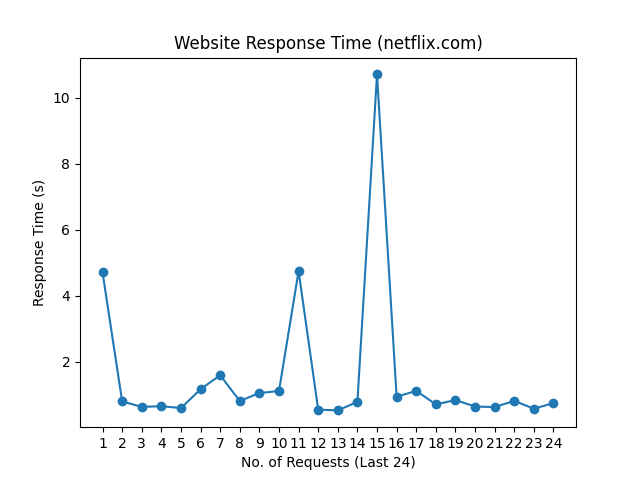 Website Response Time (netflix.com)
Response Time (s)
10
8
6
4
2
1 2 3 4 5 6 7 8 9 10 11 12 13 14 15 16 17 18 19 20 21 22 23 24
No. of Requests (Last 24)